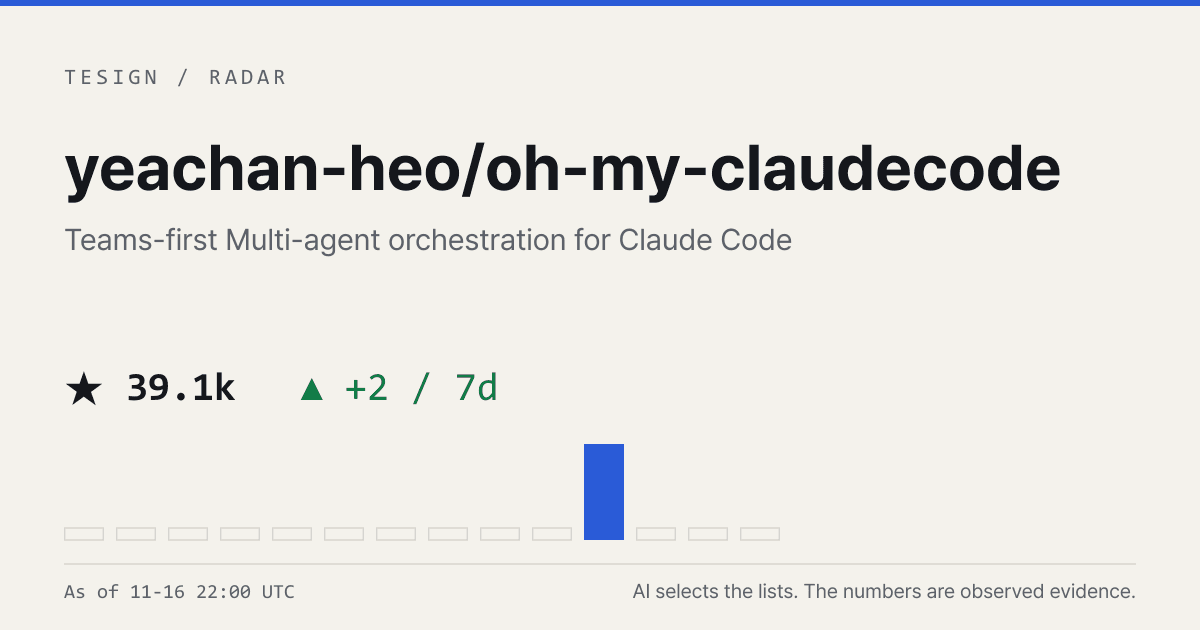 TESIGN / RADAR
yeachan-heo/oh-my-claudecode
Teams-first Multi-agent orchestration for Claude Code
★ 39.1k ▲ +2 / 7d
As of 11-16 22:00 UTC
AI selects the lists. The numbers are observed evidence.